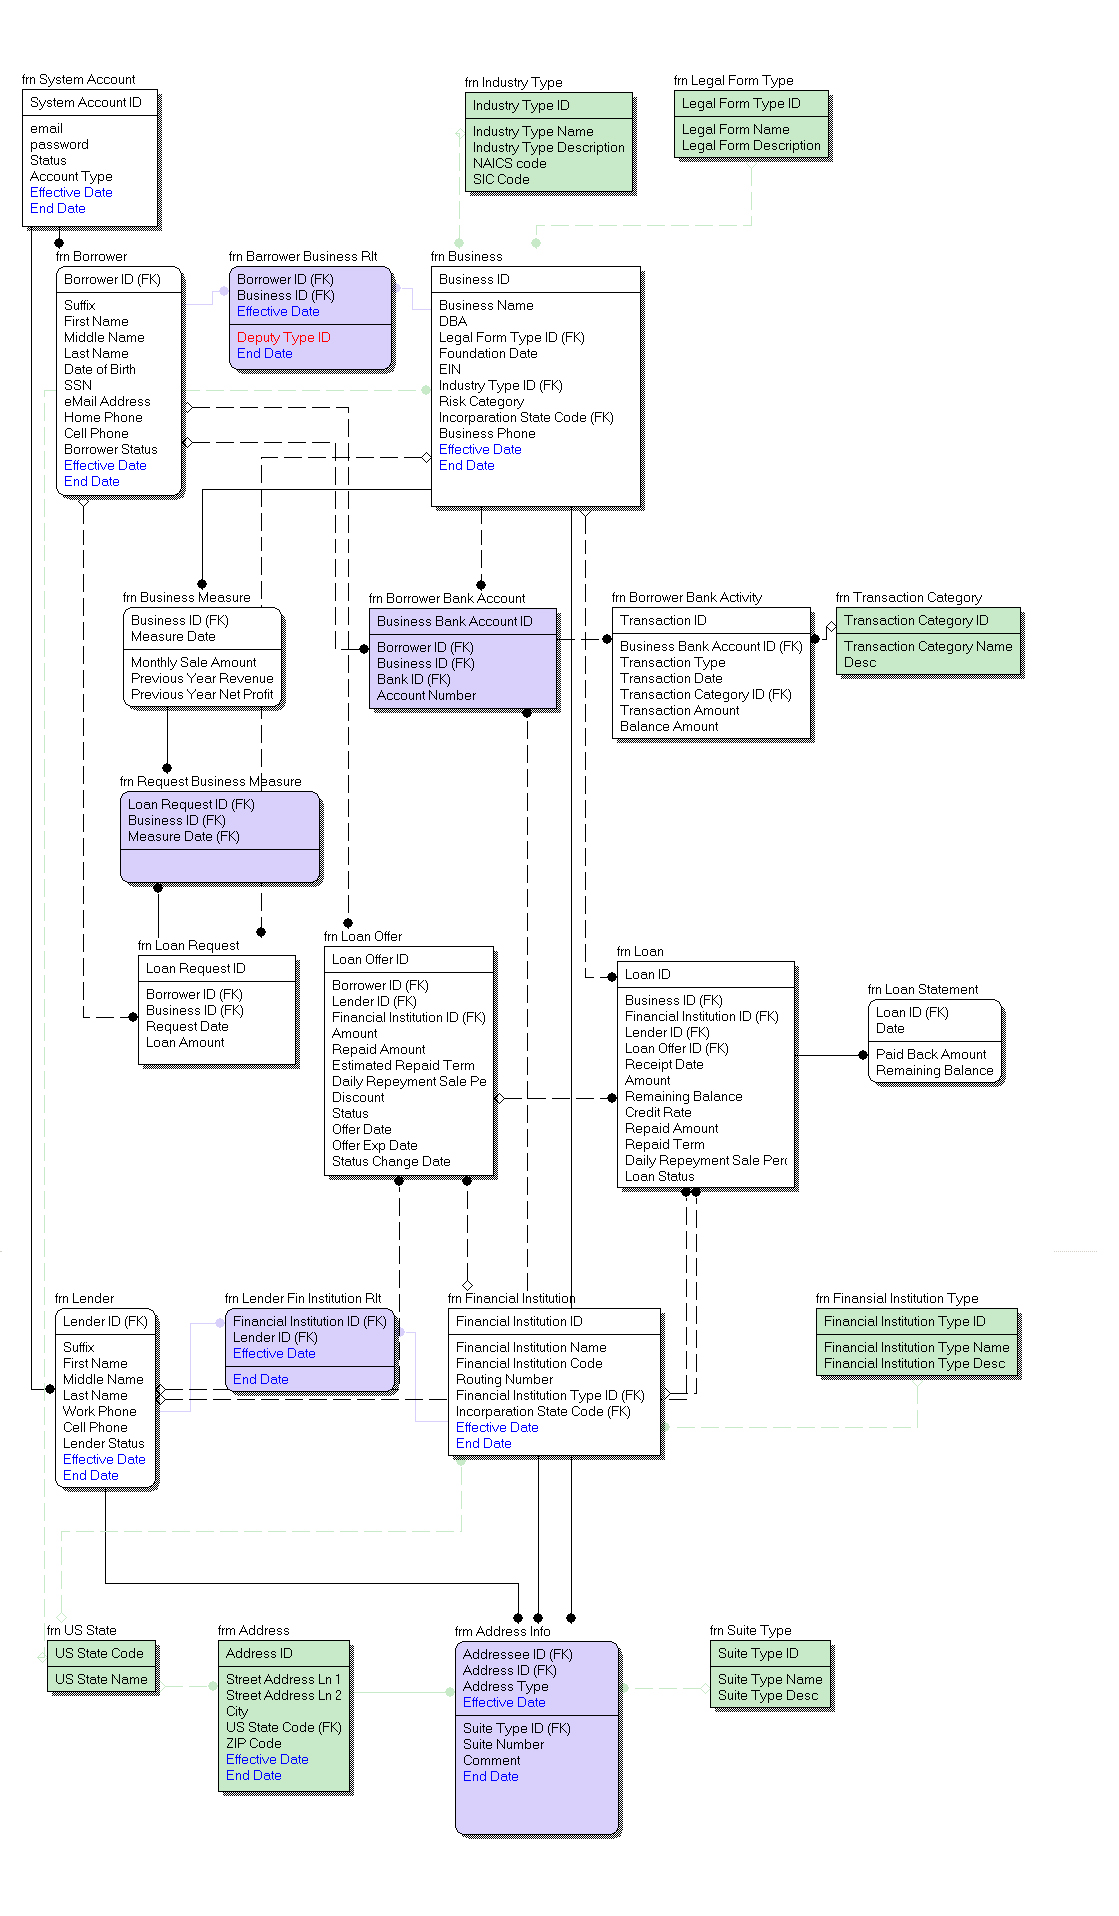 frn System Account
System Account ID
email
password
Status
Account Type
Effective Date
End Date
frn Industry Type
Industry Type ID
Industry Type Name
Industry Type Description
NAICS code
SIC Code
frn Legal Form Type
Legal Form Type ID
Legal Form Name
Legal Form Description
frn Borrower
Borrower ID (FK)
Suffix
First Name
Middle Name
Last Name
Date of Birth
SSN
eMail Address
Home Phone
Cell Phone
Borrower Status
Effective Date
End Date
frn Barrower Business Rlt
Borrower ID (FK)
Business ID (FK)
Effective Date
Deputy Type ID
End Date
frn Business
Business ID
Business Name
DBA
Legal Form Type ID (FK)
Foundation Date
EIN
Industry Type ID (FK)
Risk Category
Incorparation State Code (FK)
Business Phone
Effective Date
End Date
frn Business Measure
Business ID (FK)
Measure Date
Monthly Sale Amount
Previous Year Revenue
Previous Year Net Profit
frn Borrower Bank Account
Business Bank Account ID
Borrower ID (FK)
Business ID (FK)
Bank ID (FK)
Account Number
frn Borrower Bank Activity
Transaction ID
Business Bank Account ID (FK)
Transaction Type
Transaction Date
Transaction Category ID (FK)
Transaction Amount
Balance Amount
frn Transaction Category
Transaction Category ID
Transaction Category Name
Desc
frn Request Business Measure
Loan Request ID (FK)
Business ID (FK)
Measure Date (FK)
frn Loan Request
Loan Request ID
Borrower ID (FK)
Business ID (FK)
Request Date
Loan Amount
frn Loan Offer
Loan Offer ID
Borrower ID (FK)
Lender ID (FK)
Financial Institution ID (FK)
Amount
Repaid Amount
Estimated Repaid Term
Daily Repeyment Sale Pe
Discount
Status
Offer Date
Offer Exp Date
Status Change Date
frn Loan
Loan ID
Business ID (FK)
Financial Institution ID (FK)
Lender ID (FK)
Loan Offer ID (FK)
Receipt Date
Amount
Remaining Balance
Credit Rate
Repaid Amount
Repaid Term
Daily Repeyment Sale Perc
Loan Status
frn Loan Statement
Loan ID (FK)
Date
Paid Back Amount
Remaining Balance
frn Lender
Lender ID (FK)
Suffix
First Name
Middle Name
Last Name
Work Phone
Cell Phone
Lender Status
Effective Date
End Date
frn Lender Fin Institution Rlt
Financial Institution ID (FK)
Lender ID (FK)
Effective Date
End Date
frn Financial Institution
Financial Institution ID
Financial Institution Name
Financial Institution Code
Routing Number
Financial Institution Type ID (FK)
Incorparation State Code (FK)
Effective Date
End Date
frn Finansial Institution Type
Financial Institution Type ID
Financial Institution Type Name
Financial Institution Type Desc
frn US State
US State Code
US State Name
frm Address
Address ID
Street Address Ln 1
Street Address Ln 2
City
US State Code (FK)
ZIP Code
Effective Date
End Date
frm Address Info
Addressee ID (FK)
Address ID (FK)
Address Type
Effective Date
Suite Type ID (FK)
Suite Number
Comment
End Date
frn Suite Type
Suite Type ID
Suite Type Name
Suite Type Desc